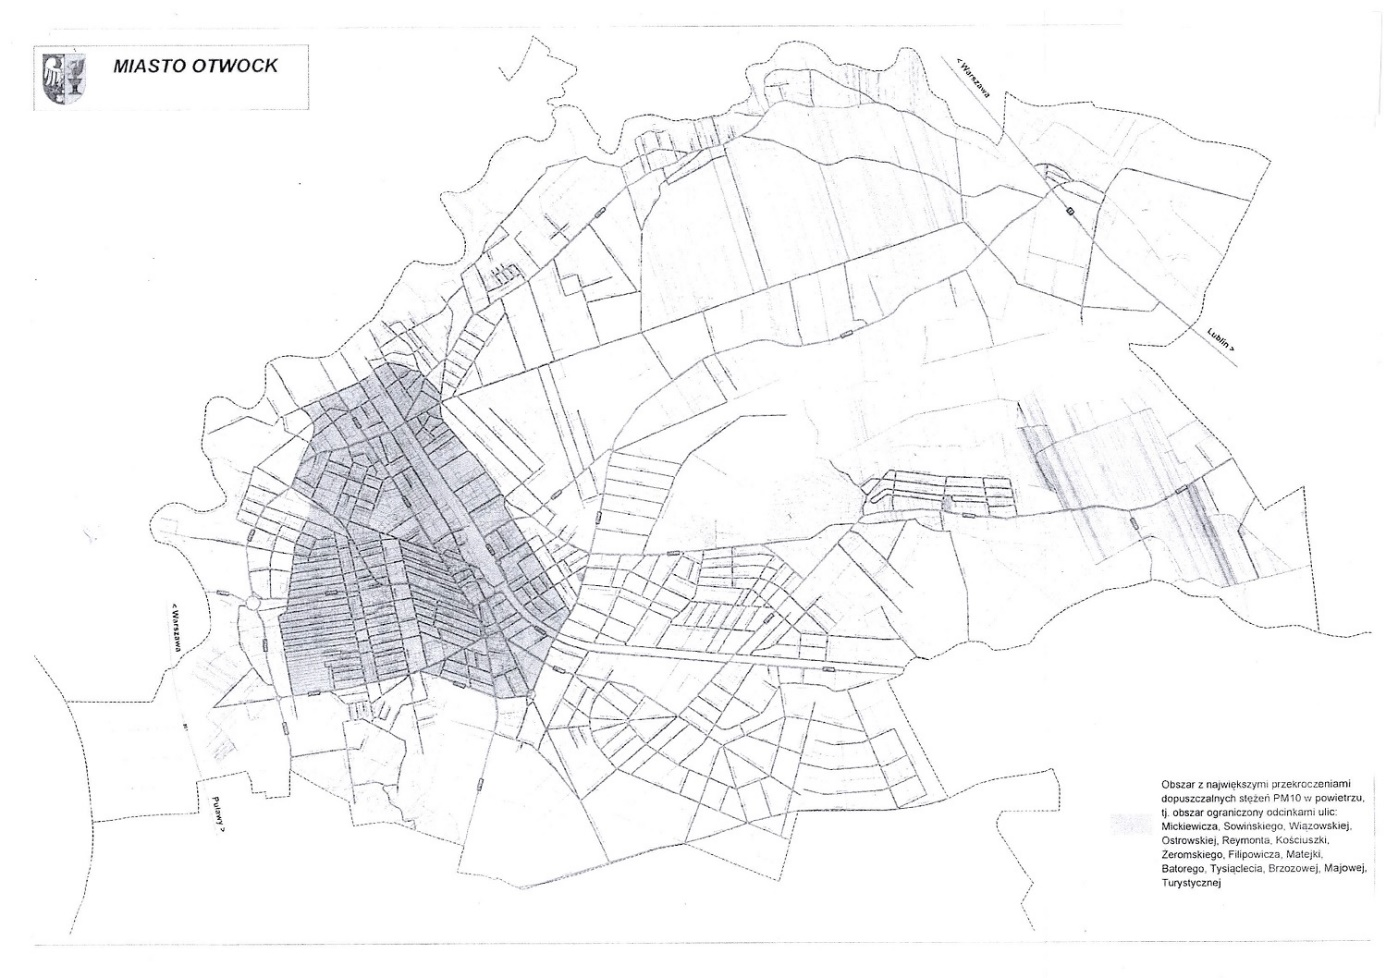 MIASTO OTWOCK
< Warszawa
Lublin >
< Warszawa
Puławy >
Obszar z największymi przekroczeniami
dopuszczalnych stężeń PM10 w powietrzu,
tj. obszar ograniczony odcinkami ulic:
Mickiewicza, Sowińskiego, Wiązowskiej,
Ostrowskiej, Reymonta, Kościuszki,
Żeromskiego, Filipowicza, Matejki,
Batorego, Tysiąclecia, Brzozowej, Majowej,
Turystycznej